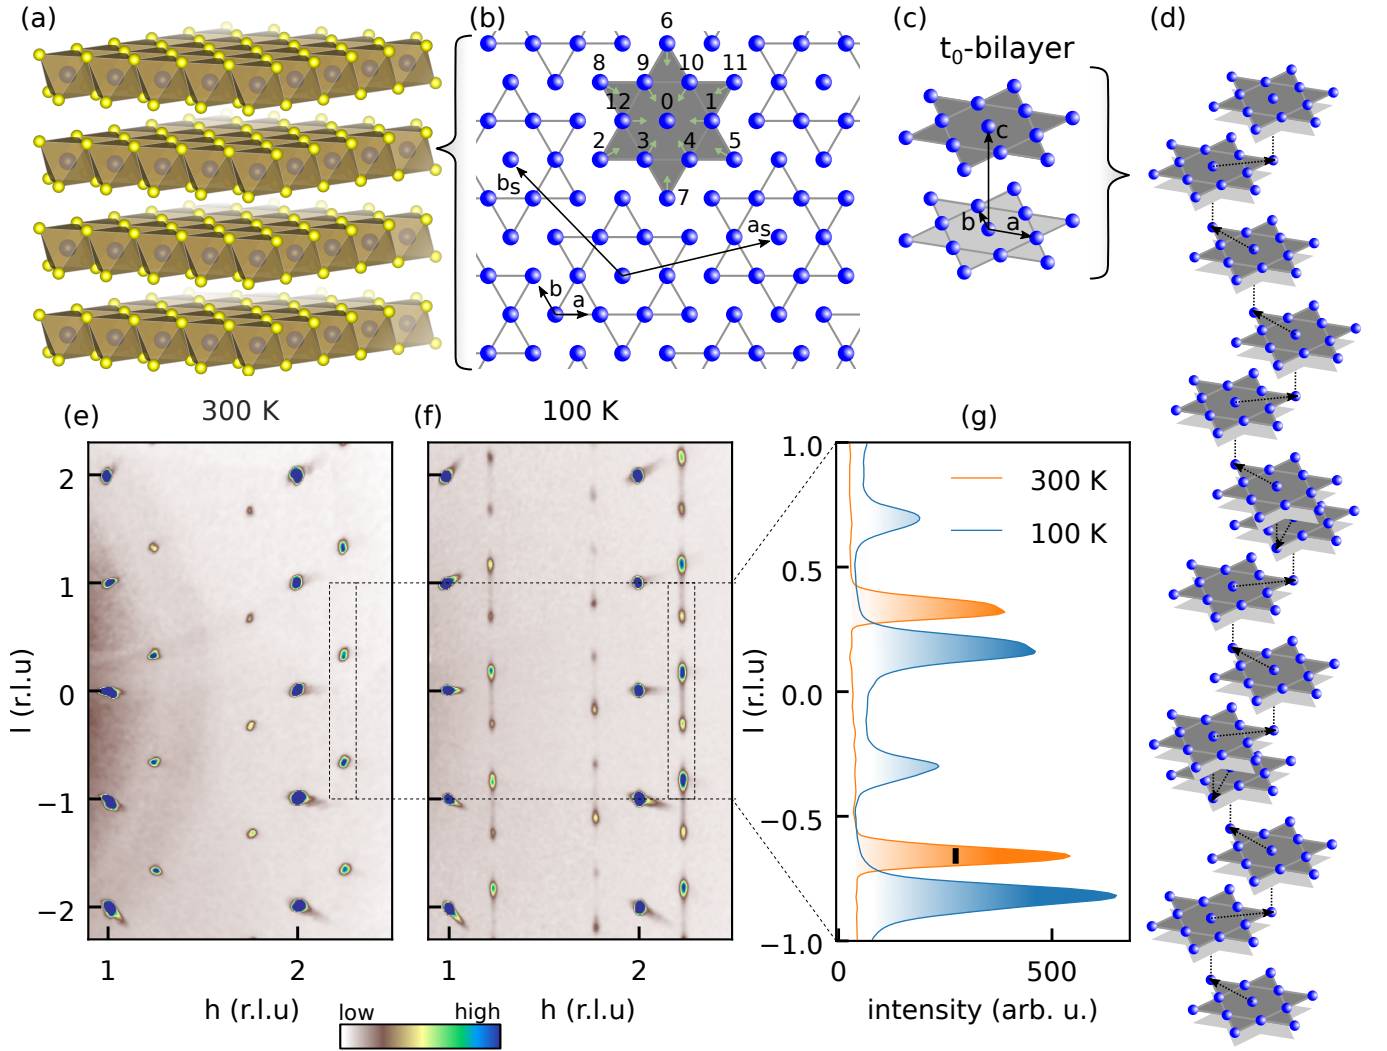 (a)
(b)
6
8 9 10 11
12 0 1
2 3 4 5
7
bs
as
b
a
(c)
t0-bilayer
c
b
a
(d)
(e)
300 K
2
1
0
−1
−2
l (r.l.u)
1 2
h (r.l.u)
(f)
100 K
1 2
h (r.l.u)
low high
(g)
1.0
0.5
0.0
−0.5
−1.0
l (r.l.u)
300 K
100 K
0 500
intensity (arb. u.)